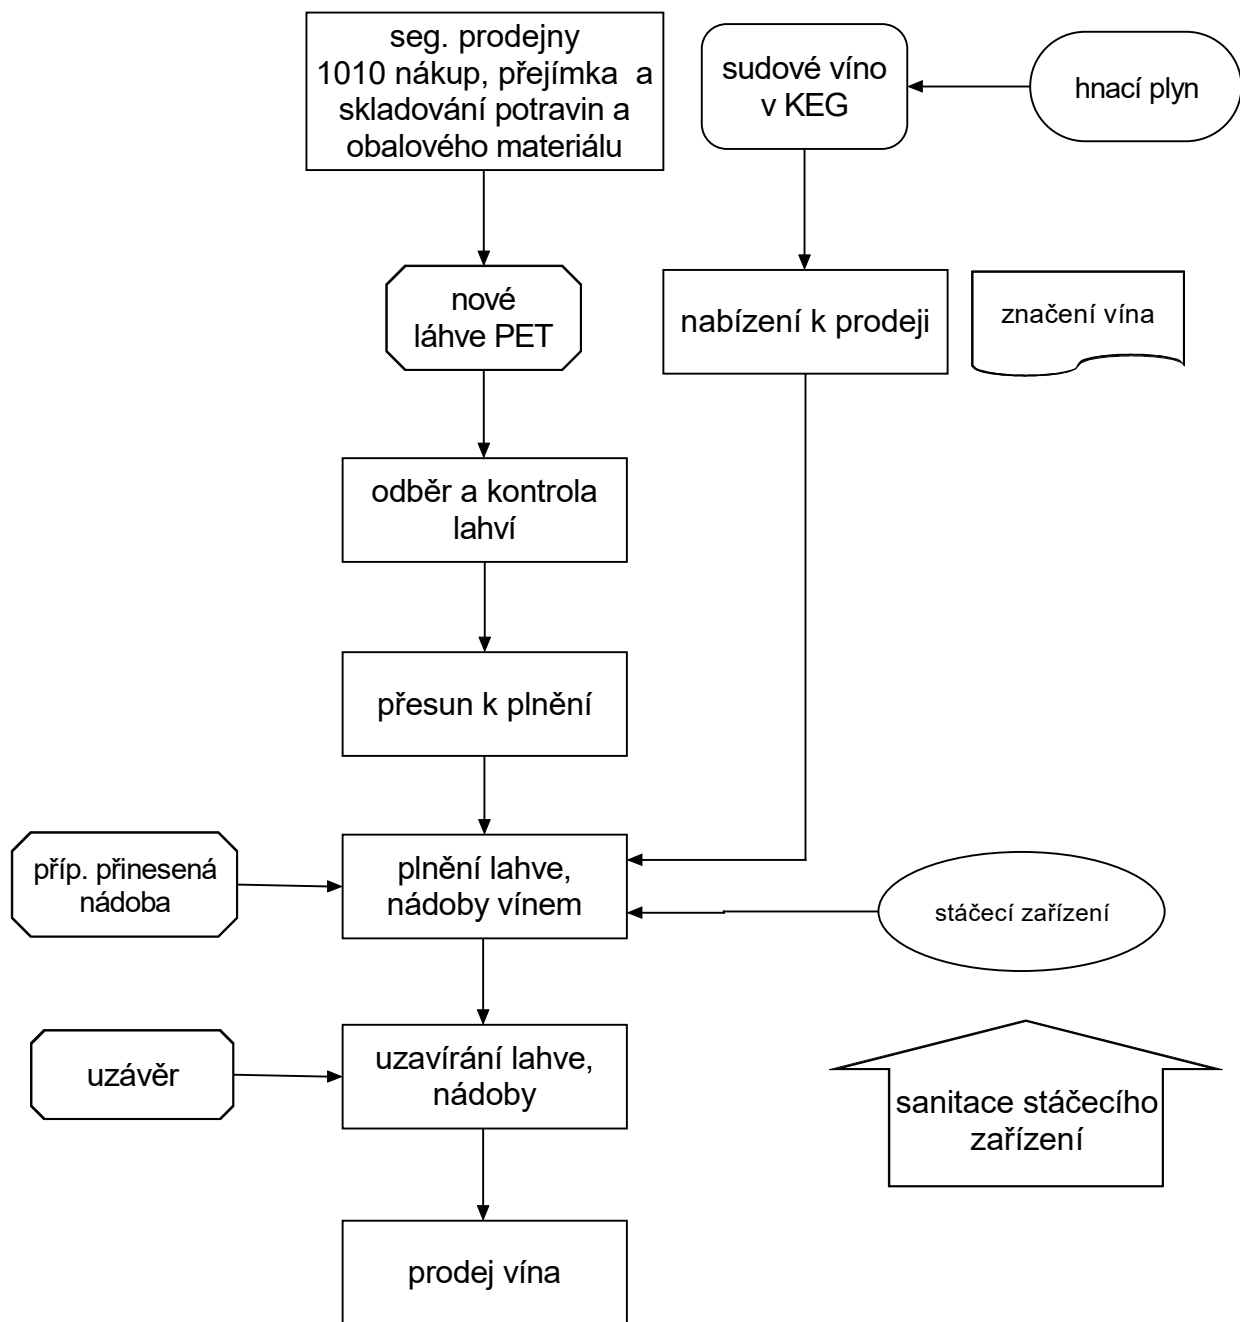 seg. prodejny
1010 nákup, přejímka a
skladování potravin a
obalového materiálu
sudové víno
v KEG
hnací plyn
nové
láhve PET
nabízení k prodeji
značení vína
odběr a kontrola
lahví
přesun k plnění
příp. přinesená
nádoba
plnění lahve,
nádoby vínem
stáčecí zařízení
uzávěr
uzavírání lahve,
nádoby
sanitace stáčecího
zařízení
prodej vína